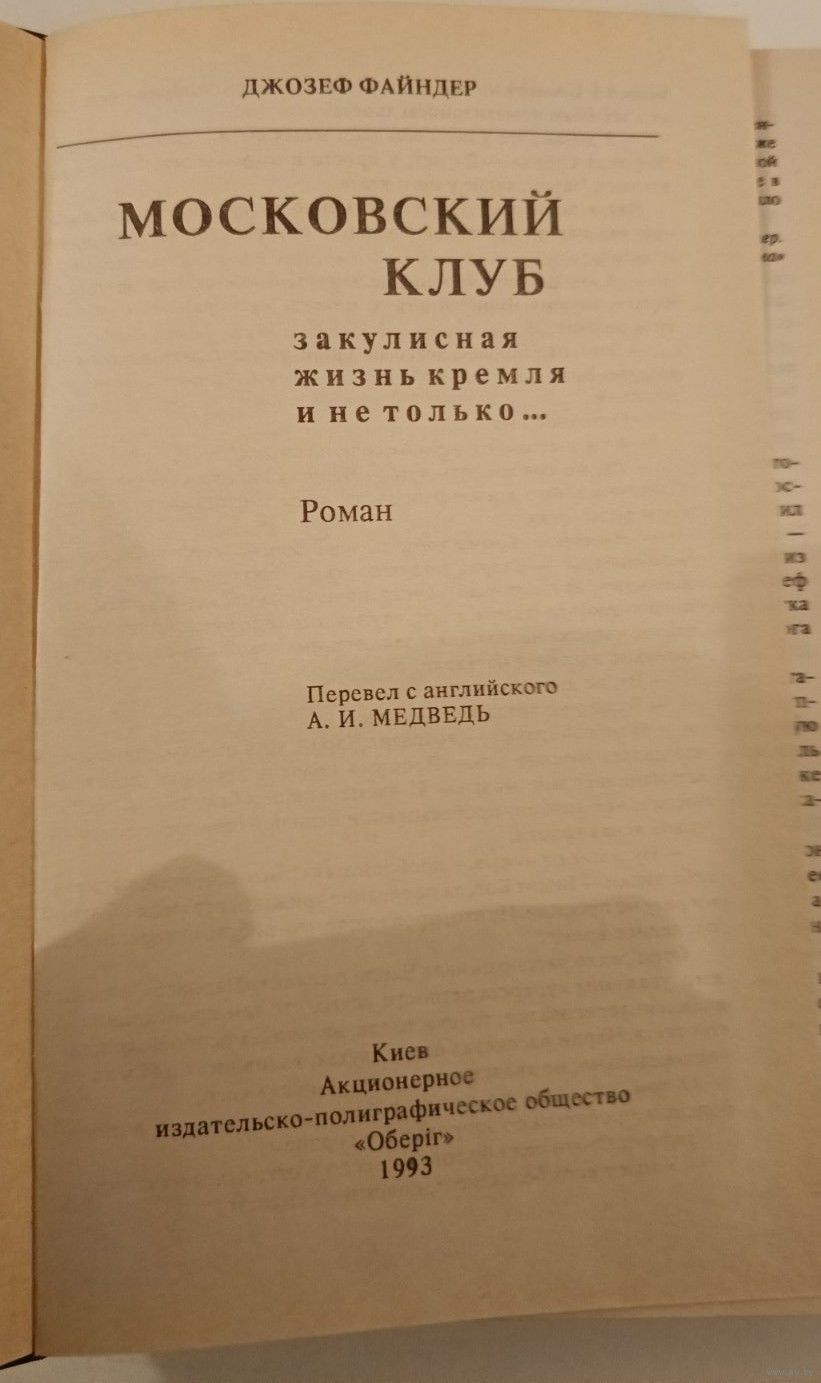 ДЖОЗЕФ ФАЙНДЕР
МОСКОВСКИЙ
КЛУБ
закулисная
жизнь кремля
и не только...
Роман
Перевел с английского
А. И. МЕДВЕДЬ
Киев
Акционерное
издательско-полиграфическое общество
«Оберіг»
1993